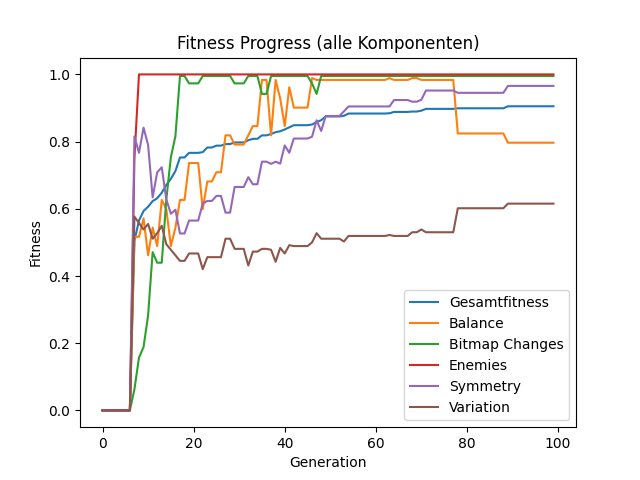 Fitness Progress (alle Komponenten)
1.0
0.8
0.6
0.4
0.2
0.0
Fitness
Gesamtfitness
Balance
Bitmap Changes
Enemies
Symmetry
Variation
0
20
40
60
80
100
Generation